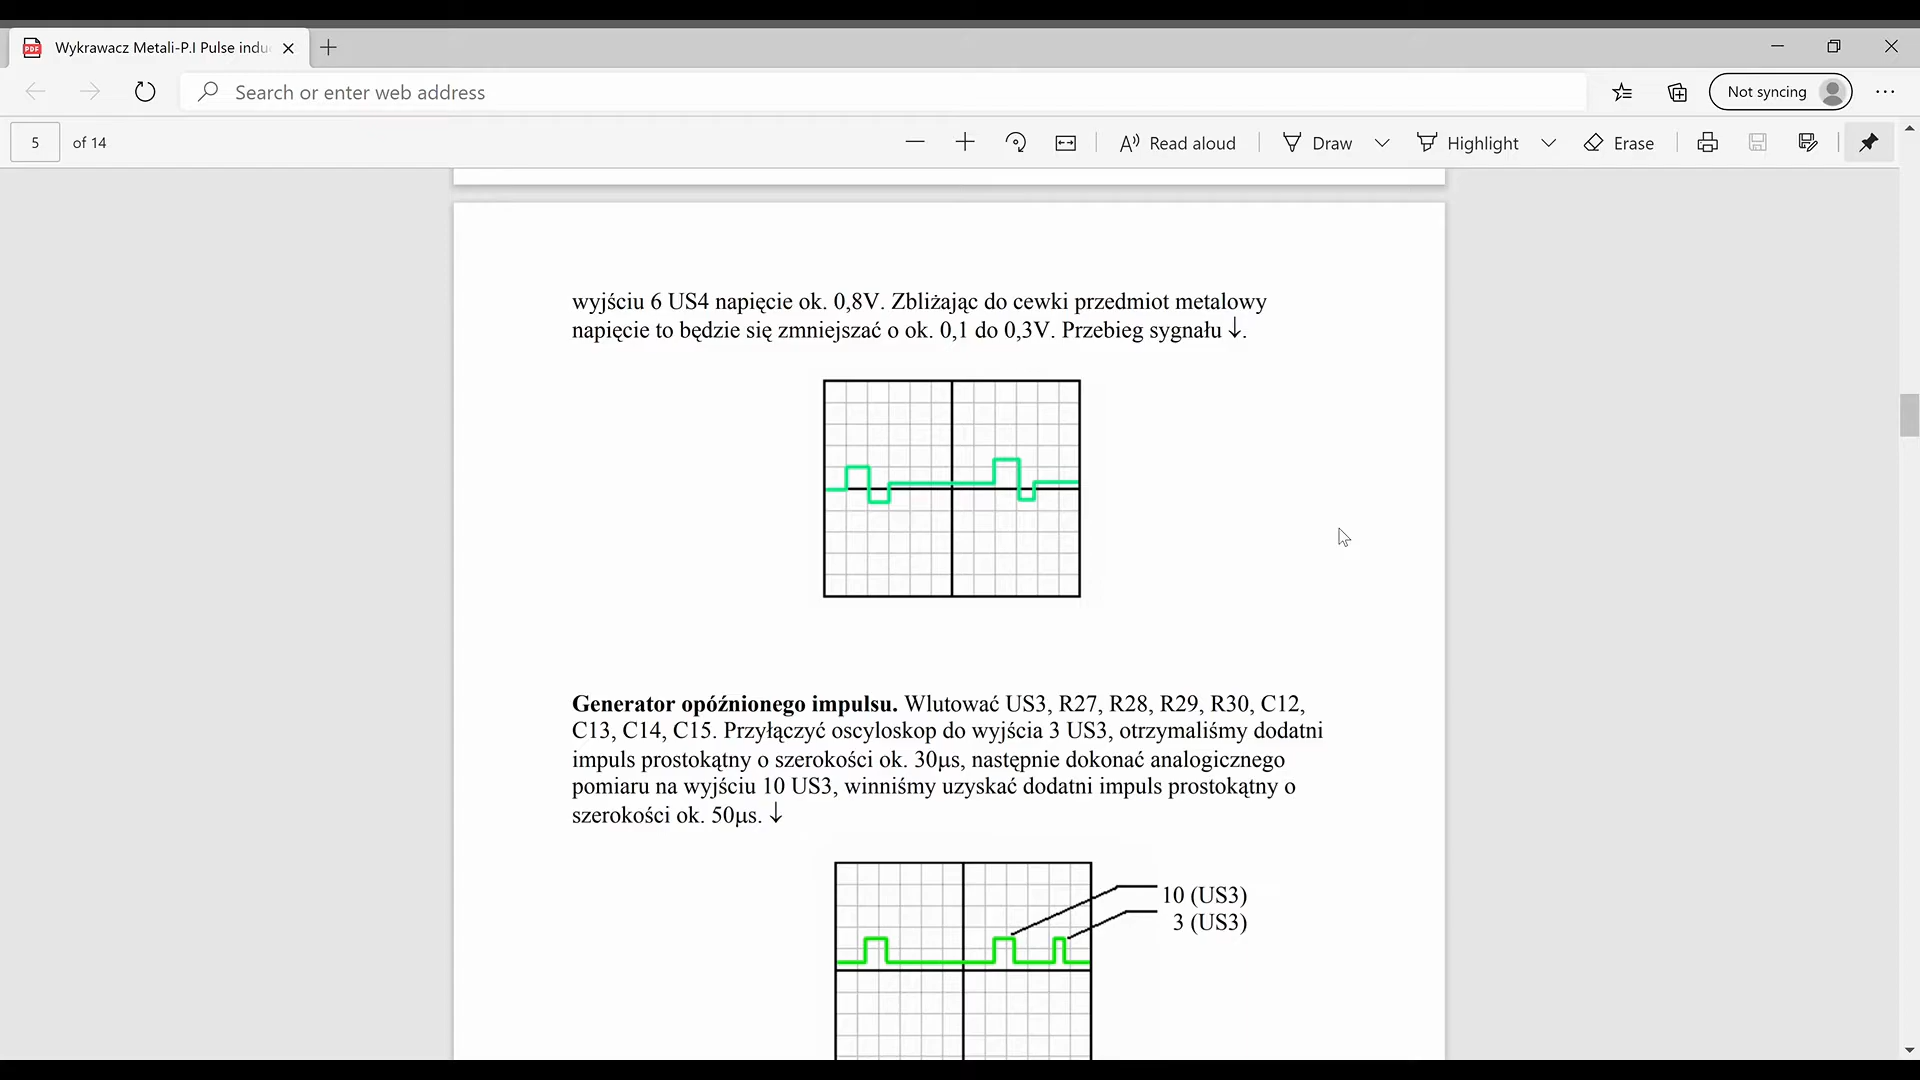 Wykrawacz Metali-P.I Pulse indu
Search or enter web address
Not syncing
5 of 14
Read aloud
Draw
Highlight
Erase
wyjściu 6 US4 napięcie ok. 0,8V. Zbliżając do cewki przedmiot metalowy
napięcie to będzie się zmniejszać o ok. 0,1 do 0,3V. Przebieg sygnału ↓.
Generator opóźnionego impulsu. Wlutować US3, R27, R28, R29, R30, C12,
C13, C14, C15. Przyłączyć oscyloskop do wyjścia 3 US3, otrzymaliśmy dodatni
impuls prostokątny o szerokości ok. 30μs, następnie dokonać analogicznego
pomiaru na wyjściu 10 US3, winniśmy uzyskać dodatni impuls prostokątny o
szerokości ok. 50μs. ↓
10 (US3)
3 (US3)